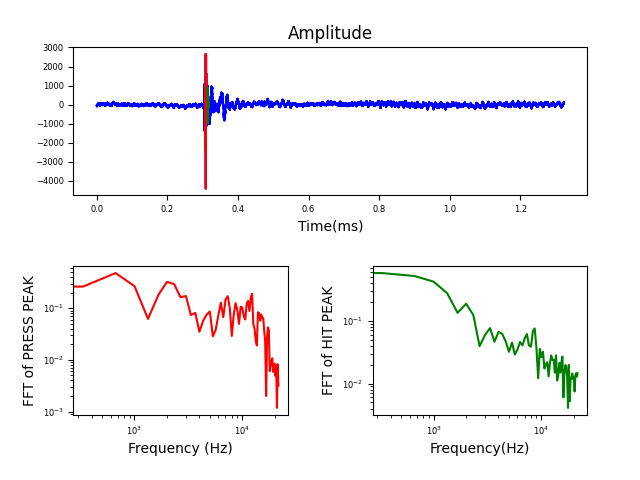 Amplitude
3000
2000
1000
0
−1000
−2000
−3000
−4000
0.0 0.2 0.4 0.6 0.8 1.0 1.2
Time(ms)
FFT of PRESS PEAK
10⁻¹
10⁻²
10⁻³
10³ 10⁴
Frequency (Hz)
FFT of HIT PEAK
10⁻¹
10⁻²
10³ 10⁴
Frequency(Hz)